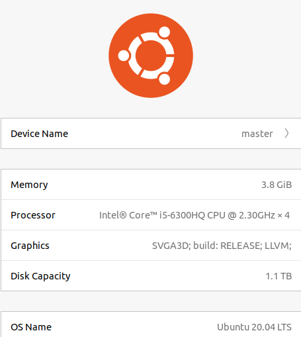 Device Name master
Memory 3.8 GiB
Processor Intel® Core™ i5-6300HQ CPU @ 2.30GHz × 4
Graphics SVGA3D; build: RELEASE; LLVM;
Disk Capacity 1.1 TB
OS Name Ubuntu 20.04 LTS